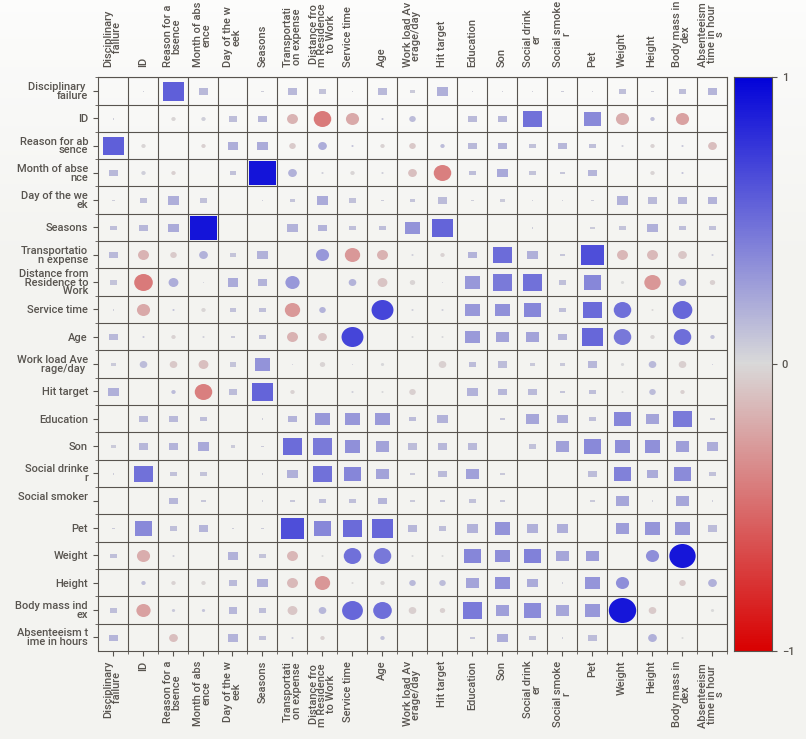 Disciplinary
failure
ID
Reason for a
bsence
Month of abs
ence
Day of the w
eek
Seasons
Transportati
on expense
Distance fro
m Residence
to Work
Service time
Age
Work load Av
erage/day
Hit target
Education
Son
Social drink
er
Social smoke
r
Pet
Weight
Height
Body mass in
dex
Absenteeism
time in hour
s
Disciplinary
failure
ID
Reason for ab
sence
Month of abse
nce
Day of the we
ek
Seasons
Transportatio
n expense
Distance from
Residence to
Work
Service time
Age
Work load Ave
rage/day
Hit target
Education
Son
Social drinke
r
Social smoker
Pet
Weight
Height
Body mass ind
ex
Absenteeism t
ime in hours
1
0
-1
Disciplinary
failure
ID
Reason for a
bsence
Month of abs
ence
Day of the w
eek
Seasons
Transportati
on expense
Distance fro
m Residence
to Work
Service time
Age
Work load Av
erage/day
Hit target
Education
Son
Social drink
er
Social smoke
r
Pet
Weight
Height
Body mass in
dex
Absenteeism
time in hour
s